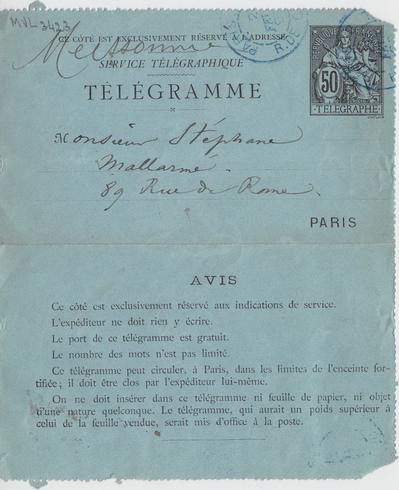 MVL 3423
CE CÔTÉ EST EXCLUSIVEMENT RÉSERVÉ A L'ADRESSE
Meissonnier
SERVICE TÉLÉGRAPHIQUE
TÉLÉGRAMME
50
TÉLÉGRAPHE
Monsieur Stéphane
Mallarmé.
89 Rue de Rome.
PARIS
AVIS
Ce côté est exclusivement réservé aux indications de service.
L'expéditeur ne doit rien y écrire.
Le port de ce télégramme est gratuit.
Le nombre des mots n'est pas limité.
Ce télégramme peut circuler, à Paris, dans les limites de l'enceinte for-
tifiée; il doit être clos par l'expéditeur lui-même.
On ne doit insérer dans ce télégramme ni feuille de papier, ni objet
d'une nature quelconque. Le télégramme, qui aurait un poids supérieur à
celui de la feuille vendue, serait mis d'office à la poste.